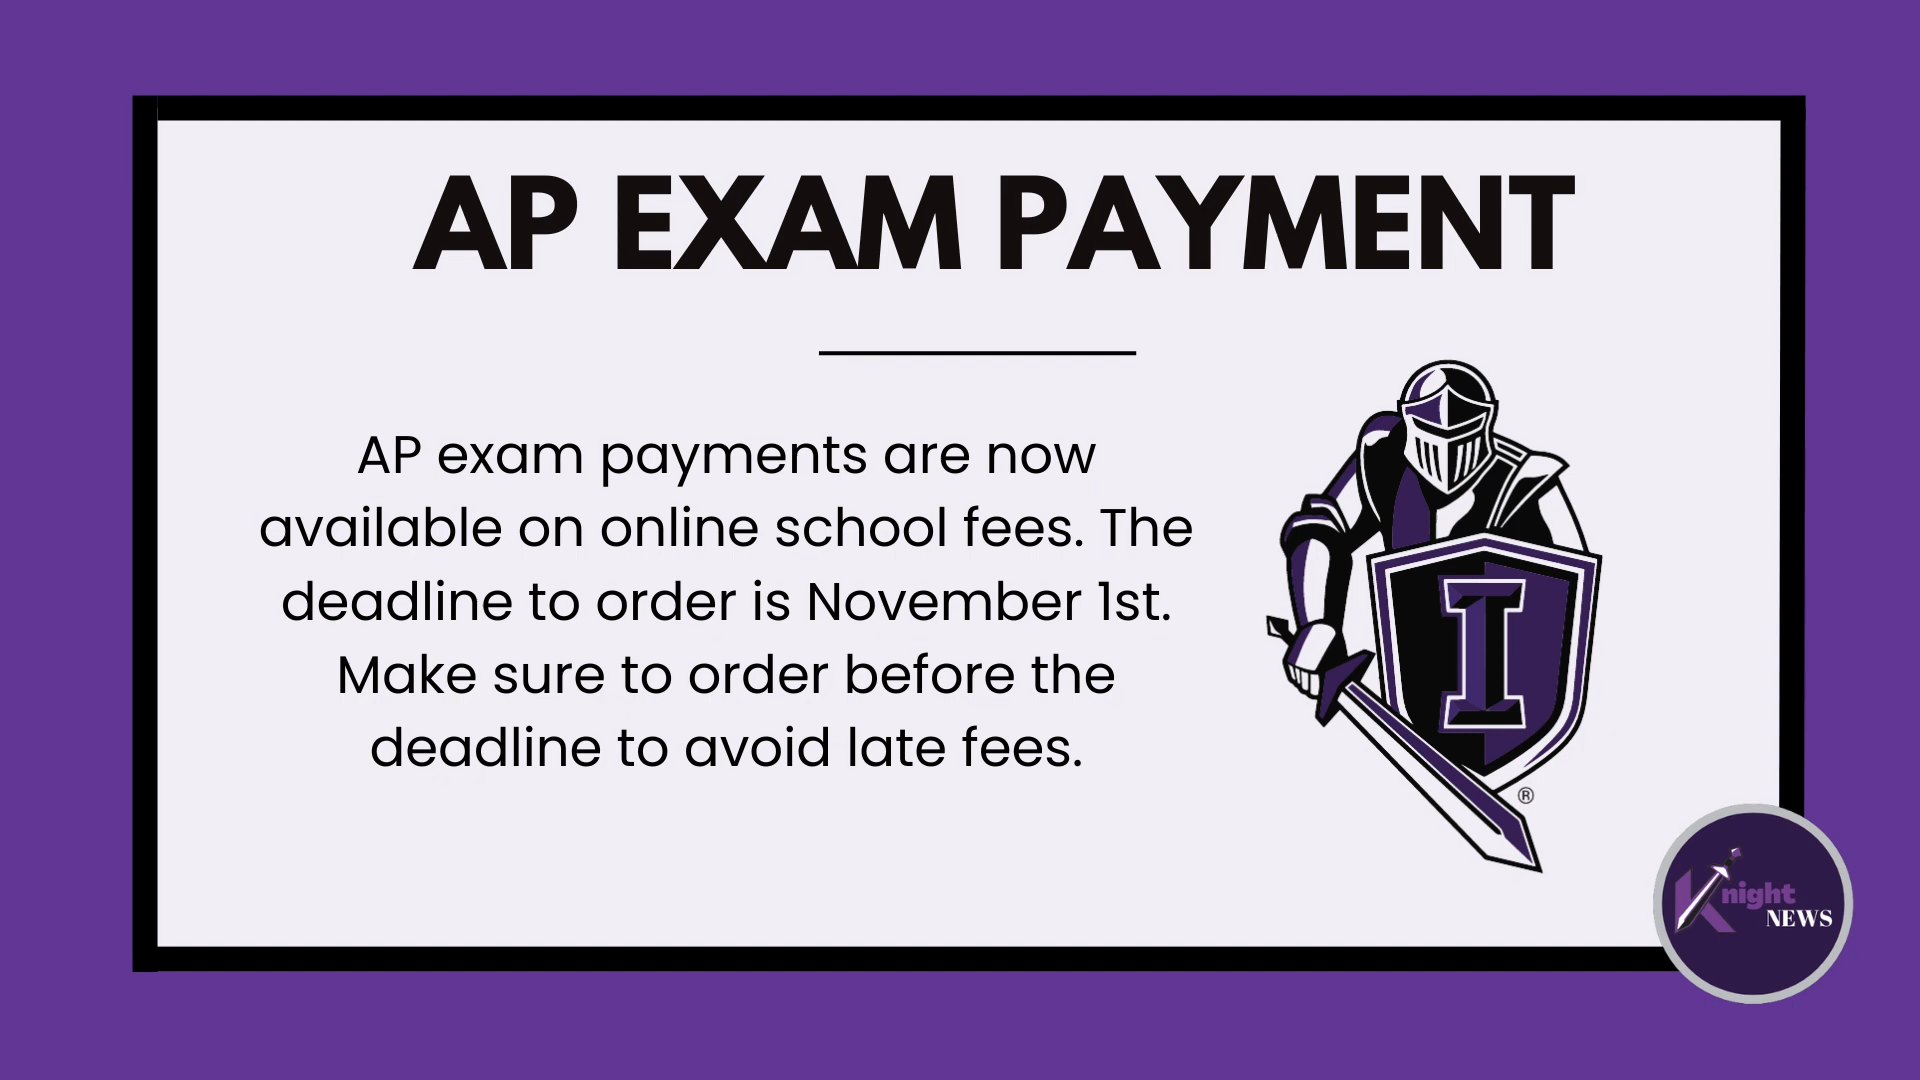 AP EXAM PAYMENT
AP exam payments are now
available on online school fees. The
deadline to order is November 1st.
Make sure to order before the
deadline to avoid late fees.
I
®
Knight
NEWS